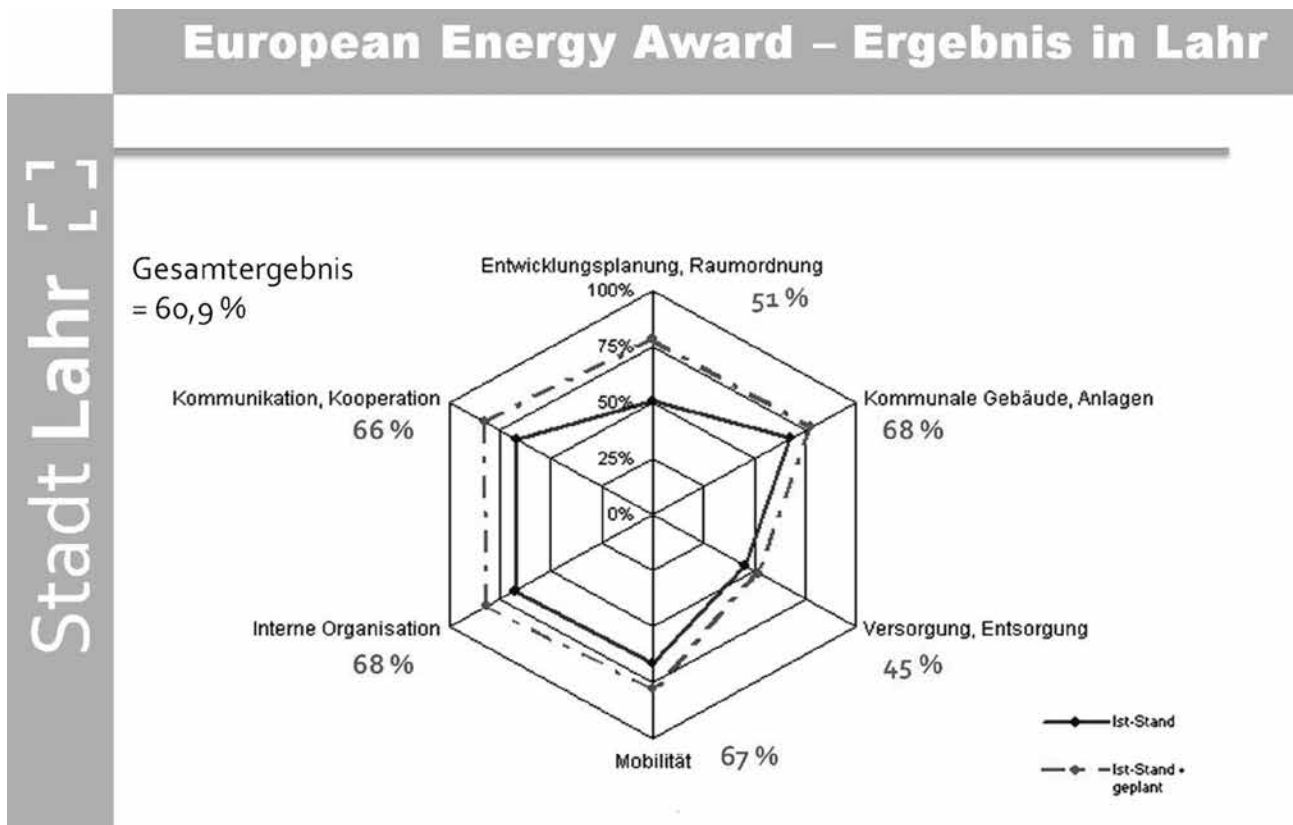 European Energy Award – Ergebnis in Lahr
Stadt Lahr
Gesamtergebnis
= 60,9 %
Entwicklungsplanung, Raumordnung
51 %
100%
75%
50%
25%
0%
Kommunikation, Kooperation
66 %
Kommunale Gebäude, Anlagen
68 %
Interne Organisation
68 %
Versorgung, Entsorgung
45 %
Mobilität 67 %
Ist-Stand
Ist-Stand +
geplant